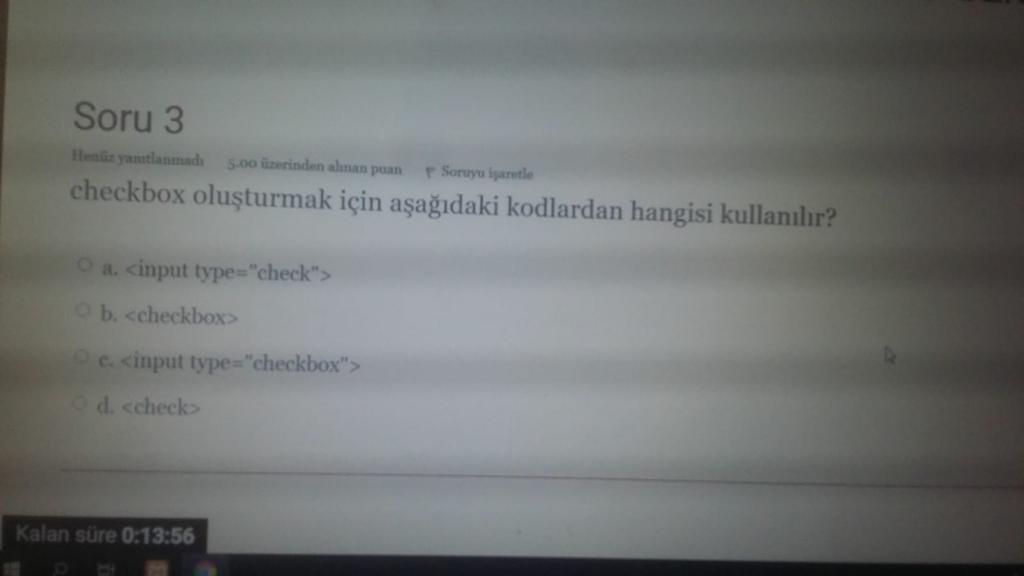 Soru 3
Henüz yanıtlanmadı 5.00 üzerinden alınan puan Soruyu işaretle
checkbox oluşturmak için aşağıdaki kodlardan hangisi kullanılır?
a. <input type="check">
b. <checkbox>
c. <input type="checkbox">
d. <check>
Kalan süre 0:13:56